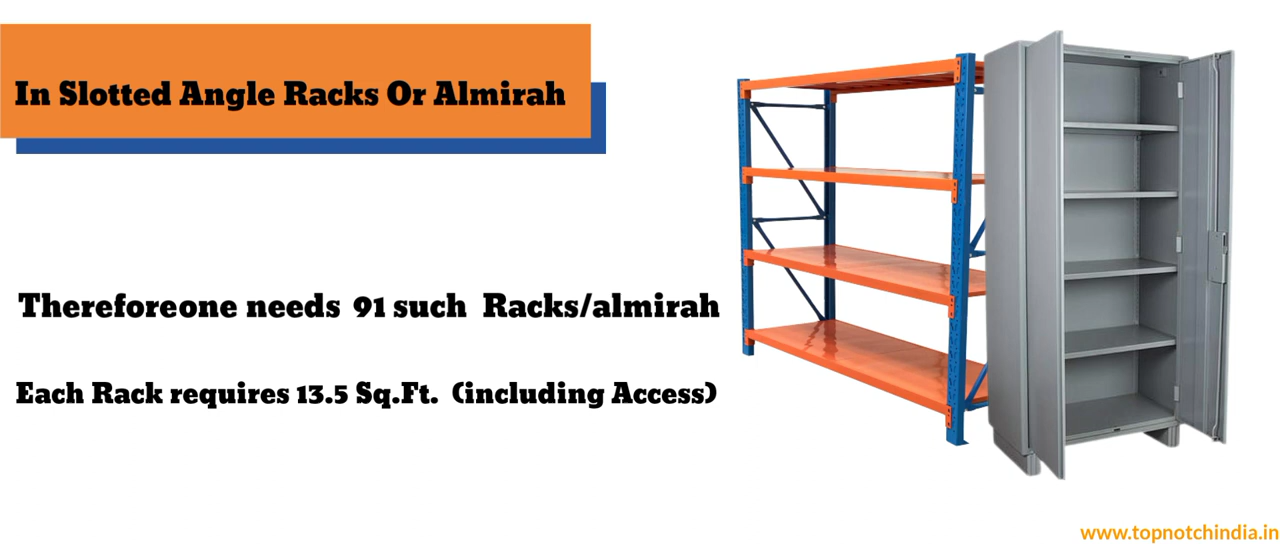 In Slotted Angle Racks Or Almirah
Thereforeone needs 91 such Racks/almirah
Each Rack requires 13.5 Sq.Ft. (including Access)
www.topnotchindia.in